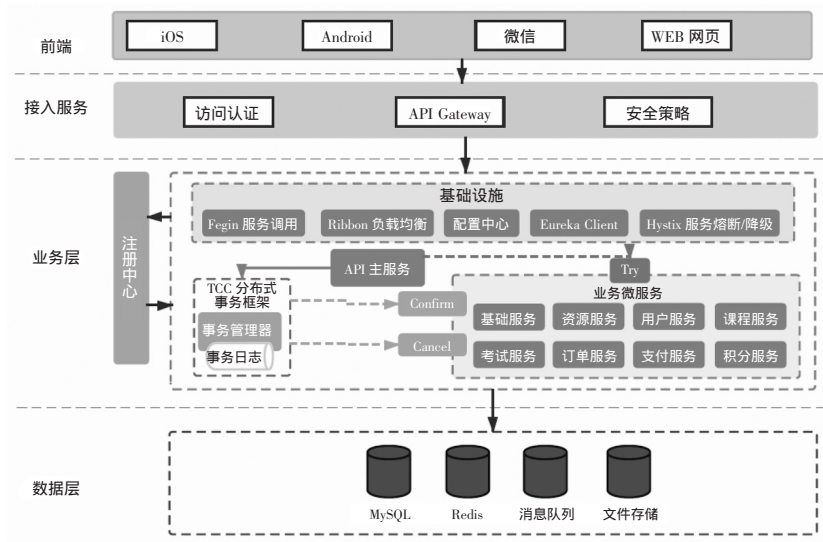 前端
iOS
Android
微信
WEB 网页
接入服务
访问认证
API Gateway
安全策略
业务层
注册中心
基础设施
Fegin 服务调用
Ribbon 负载均衡
配置中心
Eureka Client
Hystix 服务熔断/降级
API 主服务
Try
TCC 分布式
事务框架
事务管理器
事务日志
Confirm
Cancel
业务微服务
基础服务
资源服务
用户服务
课程服务
考试服务
订单服务
支付服务
积分服务
数据层
MySQL
Redis
消息队列
文件存储